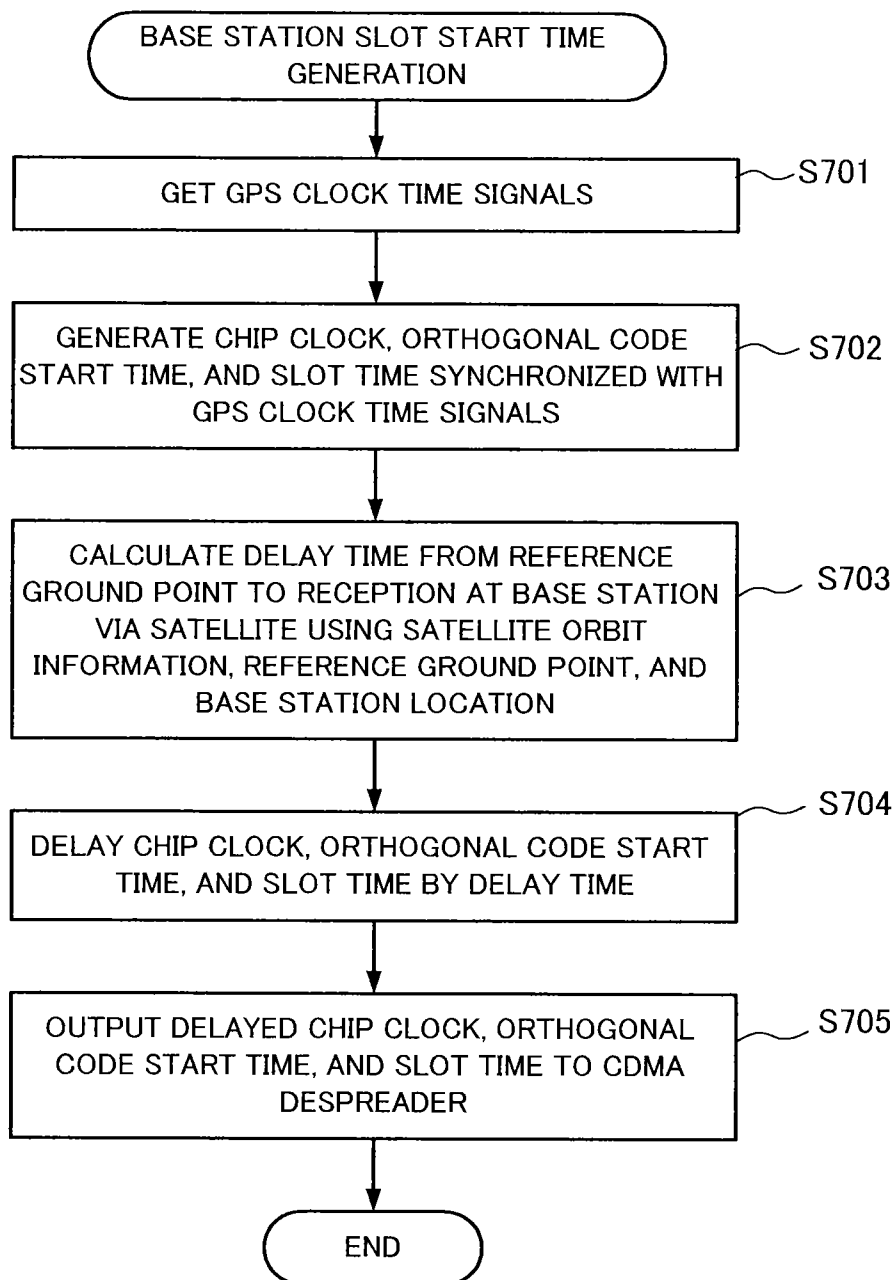 BASE STATION SLOT START TIME
GENERATION
S701
GET GPS CLOCK TIME SIGNALS
S702
GENERATE CHIP CLOCK, ORTHOGONAL CODE
START TIME, AND SLOT TIME SYNCHRONIZED WITH
GPS CLOCK TIME SIGNALS
S703
CALCULATE DELAY TIME FROM REFERENCE
GROUND POINT TO RECEPTION AT BASE STATION
VIA SATELLITE USING SATELLITE ORBIT
INFORMATION, REFERENCE GROUND POINT, AND
BASE STATION LOCATION
S704
DELAY CHIP CLOCK, ORTHOGONAL CODE START
TIME, AND SLOT TIME BY DELAY TIME
S705
OUTPUT DELAYED CHIP CLOCK, ORTHOGONAL
CODE START TIME, AND SLOT TIME TO CDMA
DESPREADER
END